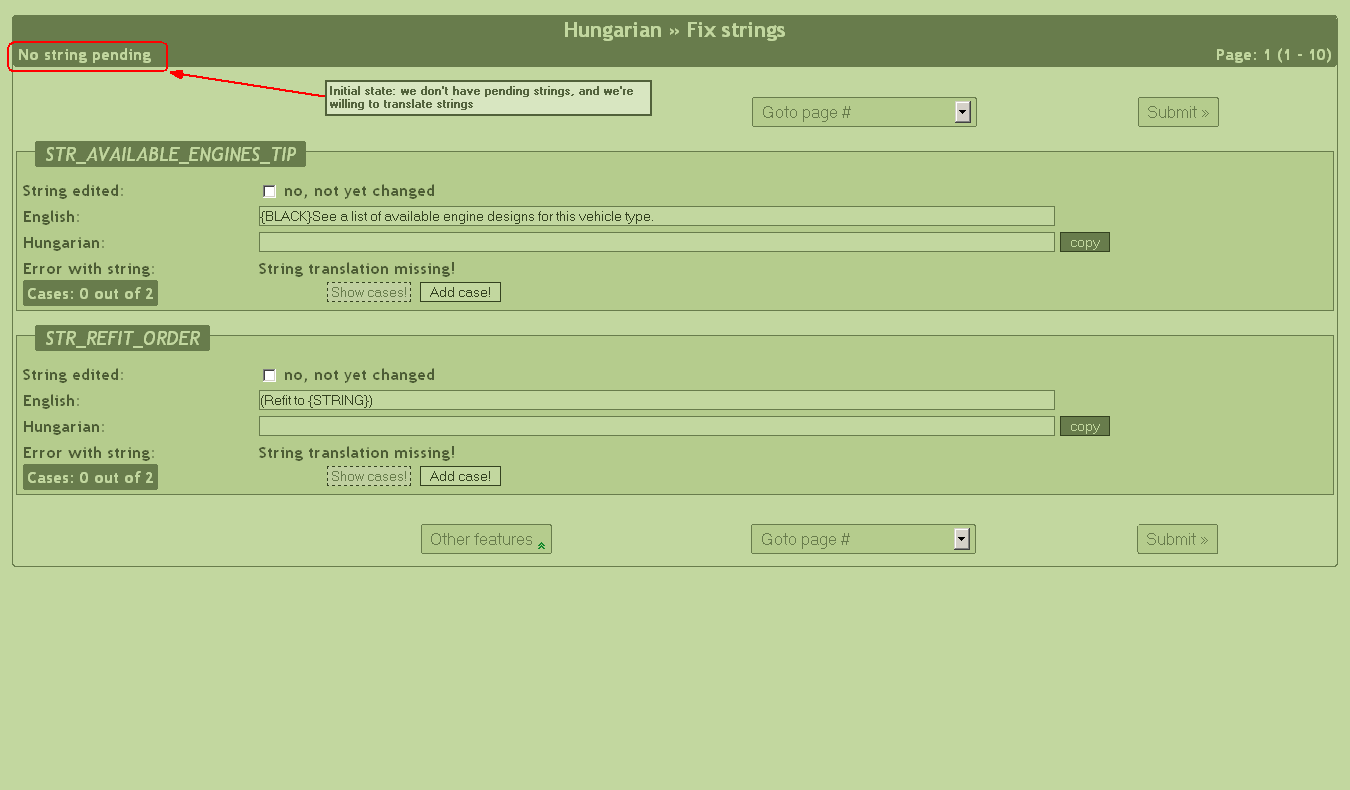 Hungarian » Fix strings
No string pending
Page: 1 (1 - 10)
Initial state: we don't have pending strings, and we're
willing to translate strings
Goto page #
Submit »
STR_AVAILABLE_ENGINES_TIP
String edited: no, not yet changed
English: {BLACK}See a list of available engine designs for this vehicle type.
Hungarian: copy
Error with string: String translation missing!
Cases: 0 out of 2 Show cases! Add case!
STR_REFIT_ORDER
String edited: no, not yet changed
English: (Refit to {STRING})
Hungarian: copy
Error with string: String translation missing!
Cases: 0 out of 2 Show cases! Add case!
Other features Goto page # Submit »